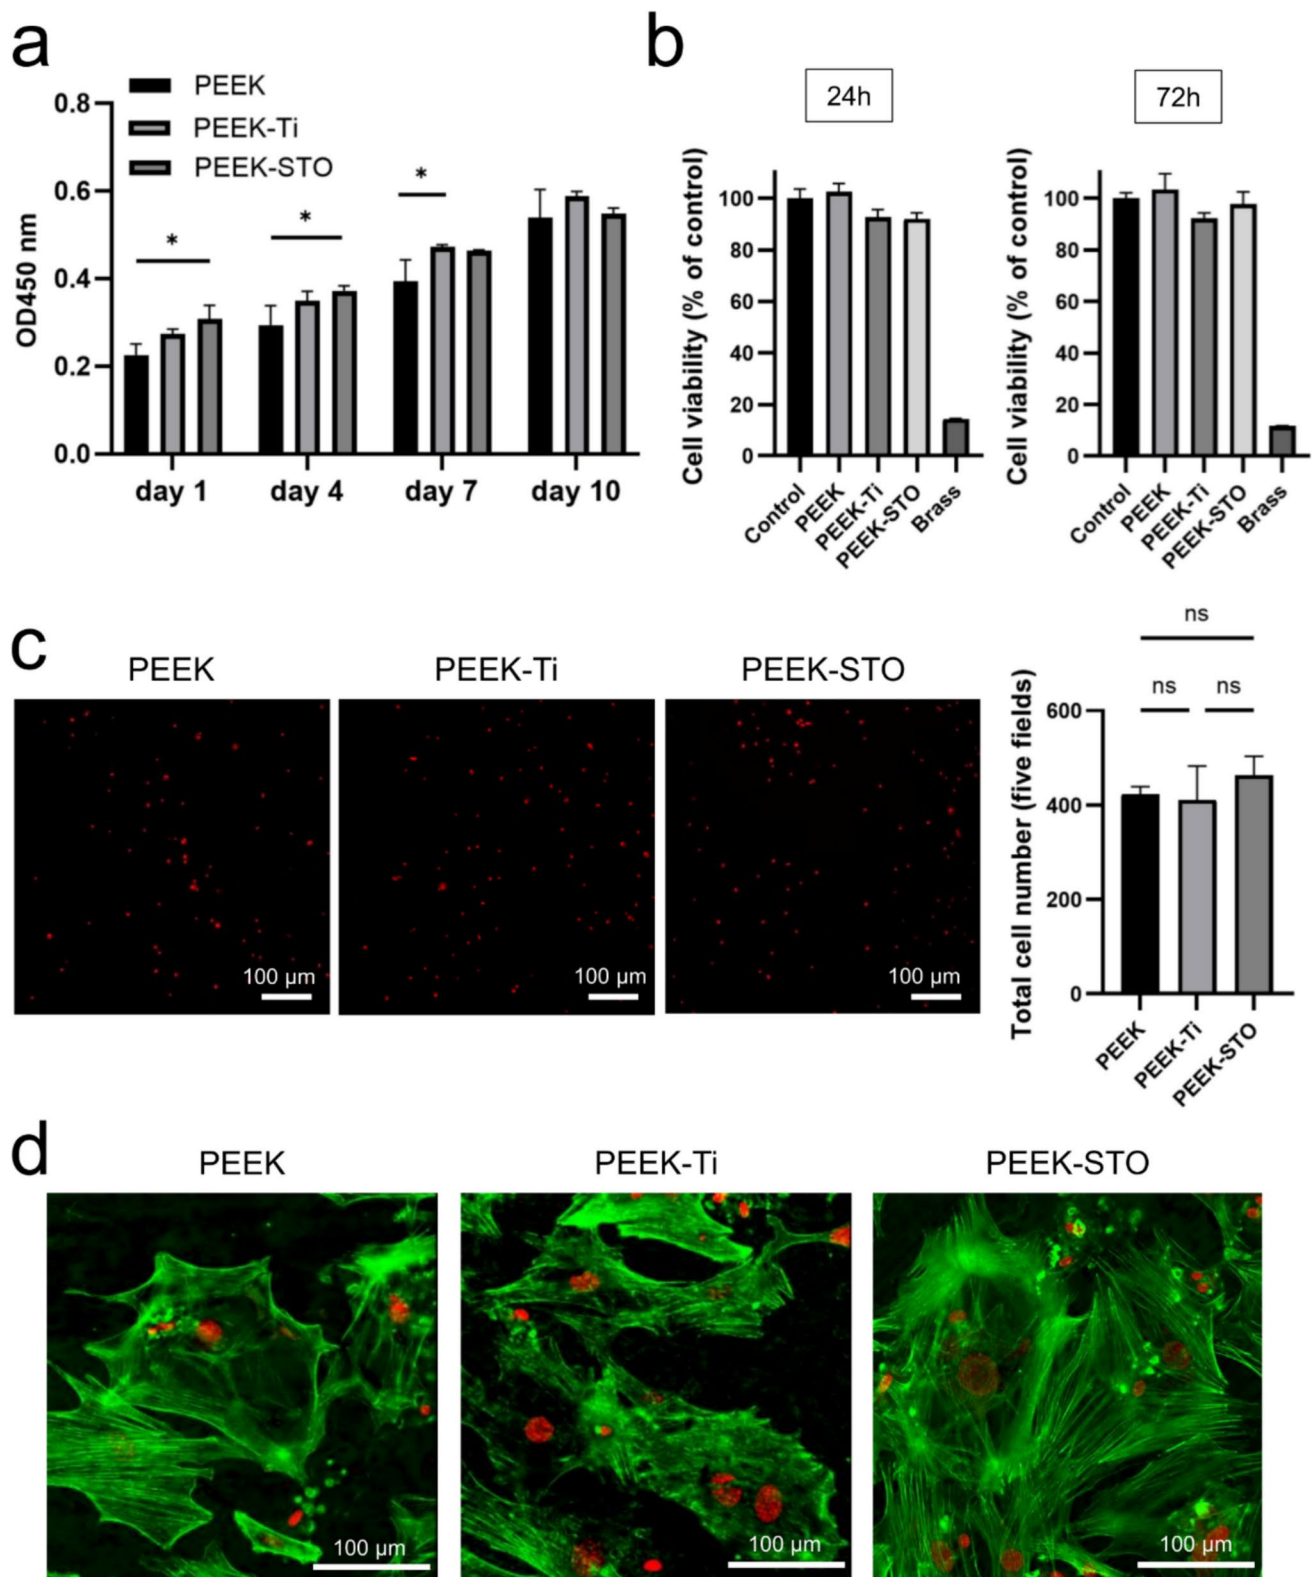 a
PEEK
PEEK-Ti
PEEK-STO
0.8
0.6
0.4
0.2
0.0
OD450 nm
*
*
*
day 1
day 4
day 7
day 10
b
24h
Cell viability (% of control)
100
80
60
40
20
0
Control
PEEK
PEEK-Ti
PEEK-STO
Brass
72h
Cell viability (% of control)
100
80
60
40
20
0
Control
PEEK
PEEK-Ti
PEEK-STO
Brass
c
PEEK
PEEK-Ti
PEEK-STO
100 µm
100 µm
100 µm
ns
ns
ns
Total cell number (five fields)
600
400
200
0
PEEK
PEEK-Ti
PEEK-STO
d
PEEK
PEEK-Ti
PEEK-STO
100 µm
100 µm
100 µm